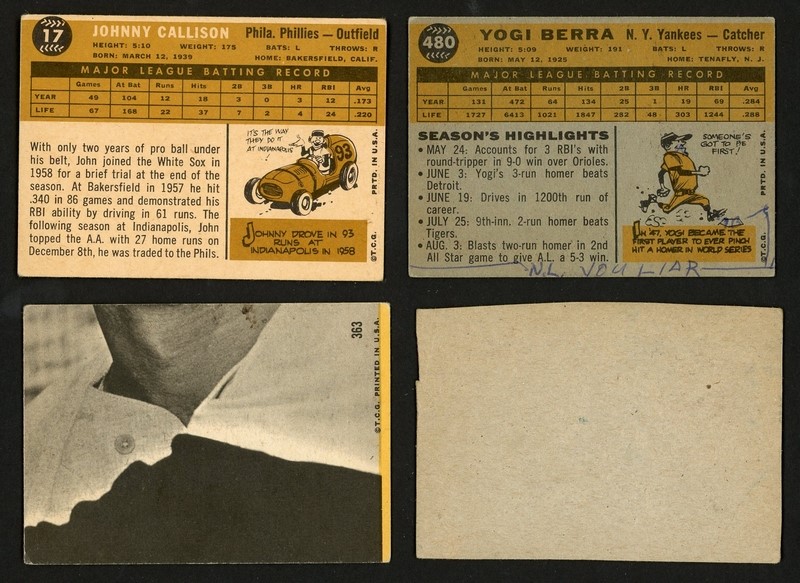 17
JOHNNY CALLISON Phila. Phillies — Outfield
HEIGHT: 5:10 WEIGHT: 175 BATS: L THROWS: R
BORN: MARCH 12, 1939 HOME: BAKERSFIELD, CALIF.
MAJOR LEAGUE BATTING RECORD
Games At Bat Runs Hits 2B 3B HR RBI Avg
YEAR 49 104 12 18 3 0 3 12 .173
LIFE 67 168 22 37 7 2 4 24 .220
With only two years of pro ball under
his belt, John joined the White Sox in
1958 for a brief trial at the end of the
season. At Bakersfield in 1957 he hit
.340 in 86 games and demonstrated his
RBI ability by driving in 61 runs. The
following season at Indianapolis, John
topped the A.A. with 27 home runs on
December 8th, he was traded to the Phils.
IT'S THE WAY
THEY DO IT
AT INDIANAPOLIS!
93
JOHNNY DROVE IN 93
RUNS AT
INDIANAPOLIS IN 1958
©T.C.G. PRTD. IN U.S.A.
480
YOGI BERRA N. Y. Yankees — Catcher
HEIGHT: 5:09 WEIGHT: 191 BATS: L THROWS: R
BORN: MAY 12, 1925 HOME: TENAFLY, N. J.
MAJOR LEAGUE BATTING RECORD
Games At Bat Runs Hits 2B 3B HR RBI Avg
YEAR 131 472 64 134 25 1 19 69 .284
LIFE 1727 6413 1021 1847 282 48 303 1244 .288
SEASON'S HIGHLIGHTS
• MAY 24: Accounts for 3 RBI's with
round-tripper in 9-0 win over Orioles.
• JUNE 3: Yogi's 3-run homer beats
Detroit.
• JUNE 19: Drives in 1200th run of
career.
• JULY 25: 9th-inn. 2-run homer beats
Tigers.
• AUG. 3: Blasts two-run homer in 2nd
All Star game to give A.L. a 5-3 win.
SOMEONE'S
GOT TO BE
FIRST!
IN '47, YOGI BECAME THE
FIRST PLAYER TO EVER PINCH
HIT A HOMER IN WORLD SERIES
©T.C.G. PRTD. IN U.S.A.
N.L. YOU LIAR
363
©T.C.G. PRINTED IN U.S.A.